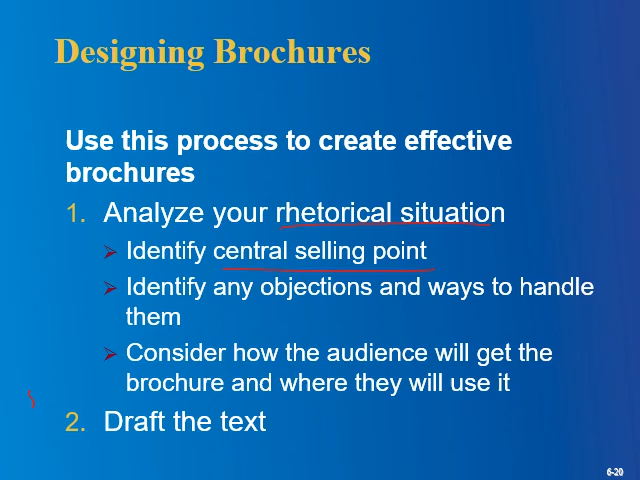 Designing Brochures
Use this process to create effective
brochures
1. Analyze your rhetorical situation
Identify central selling point
Identify any objections and ways to handle
them
Consider how the audience will get the
brochure and where they will use it
2. Draft the text
6-20